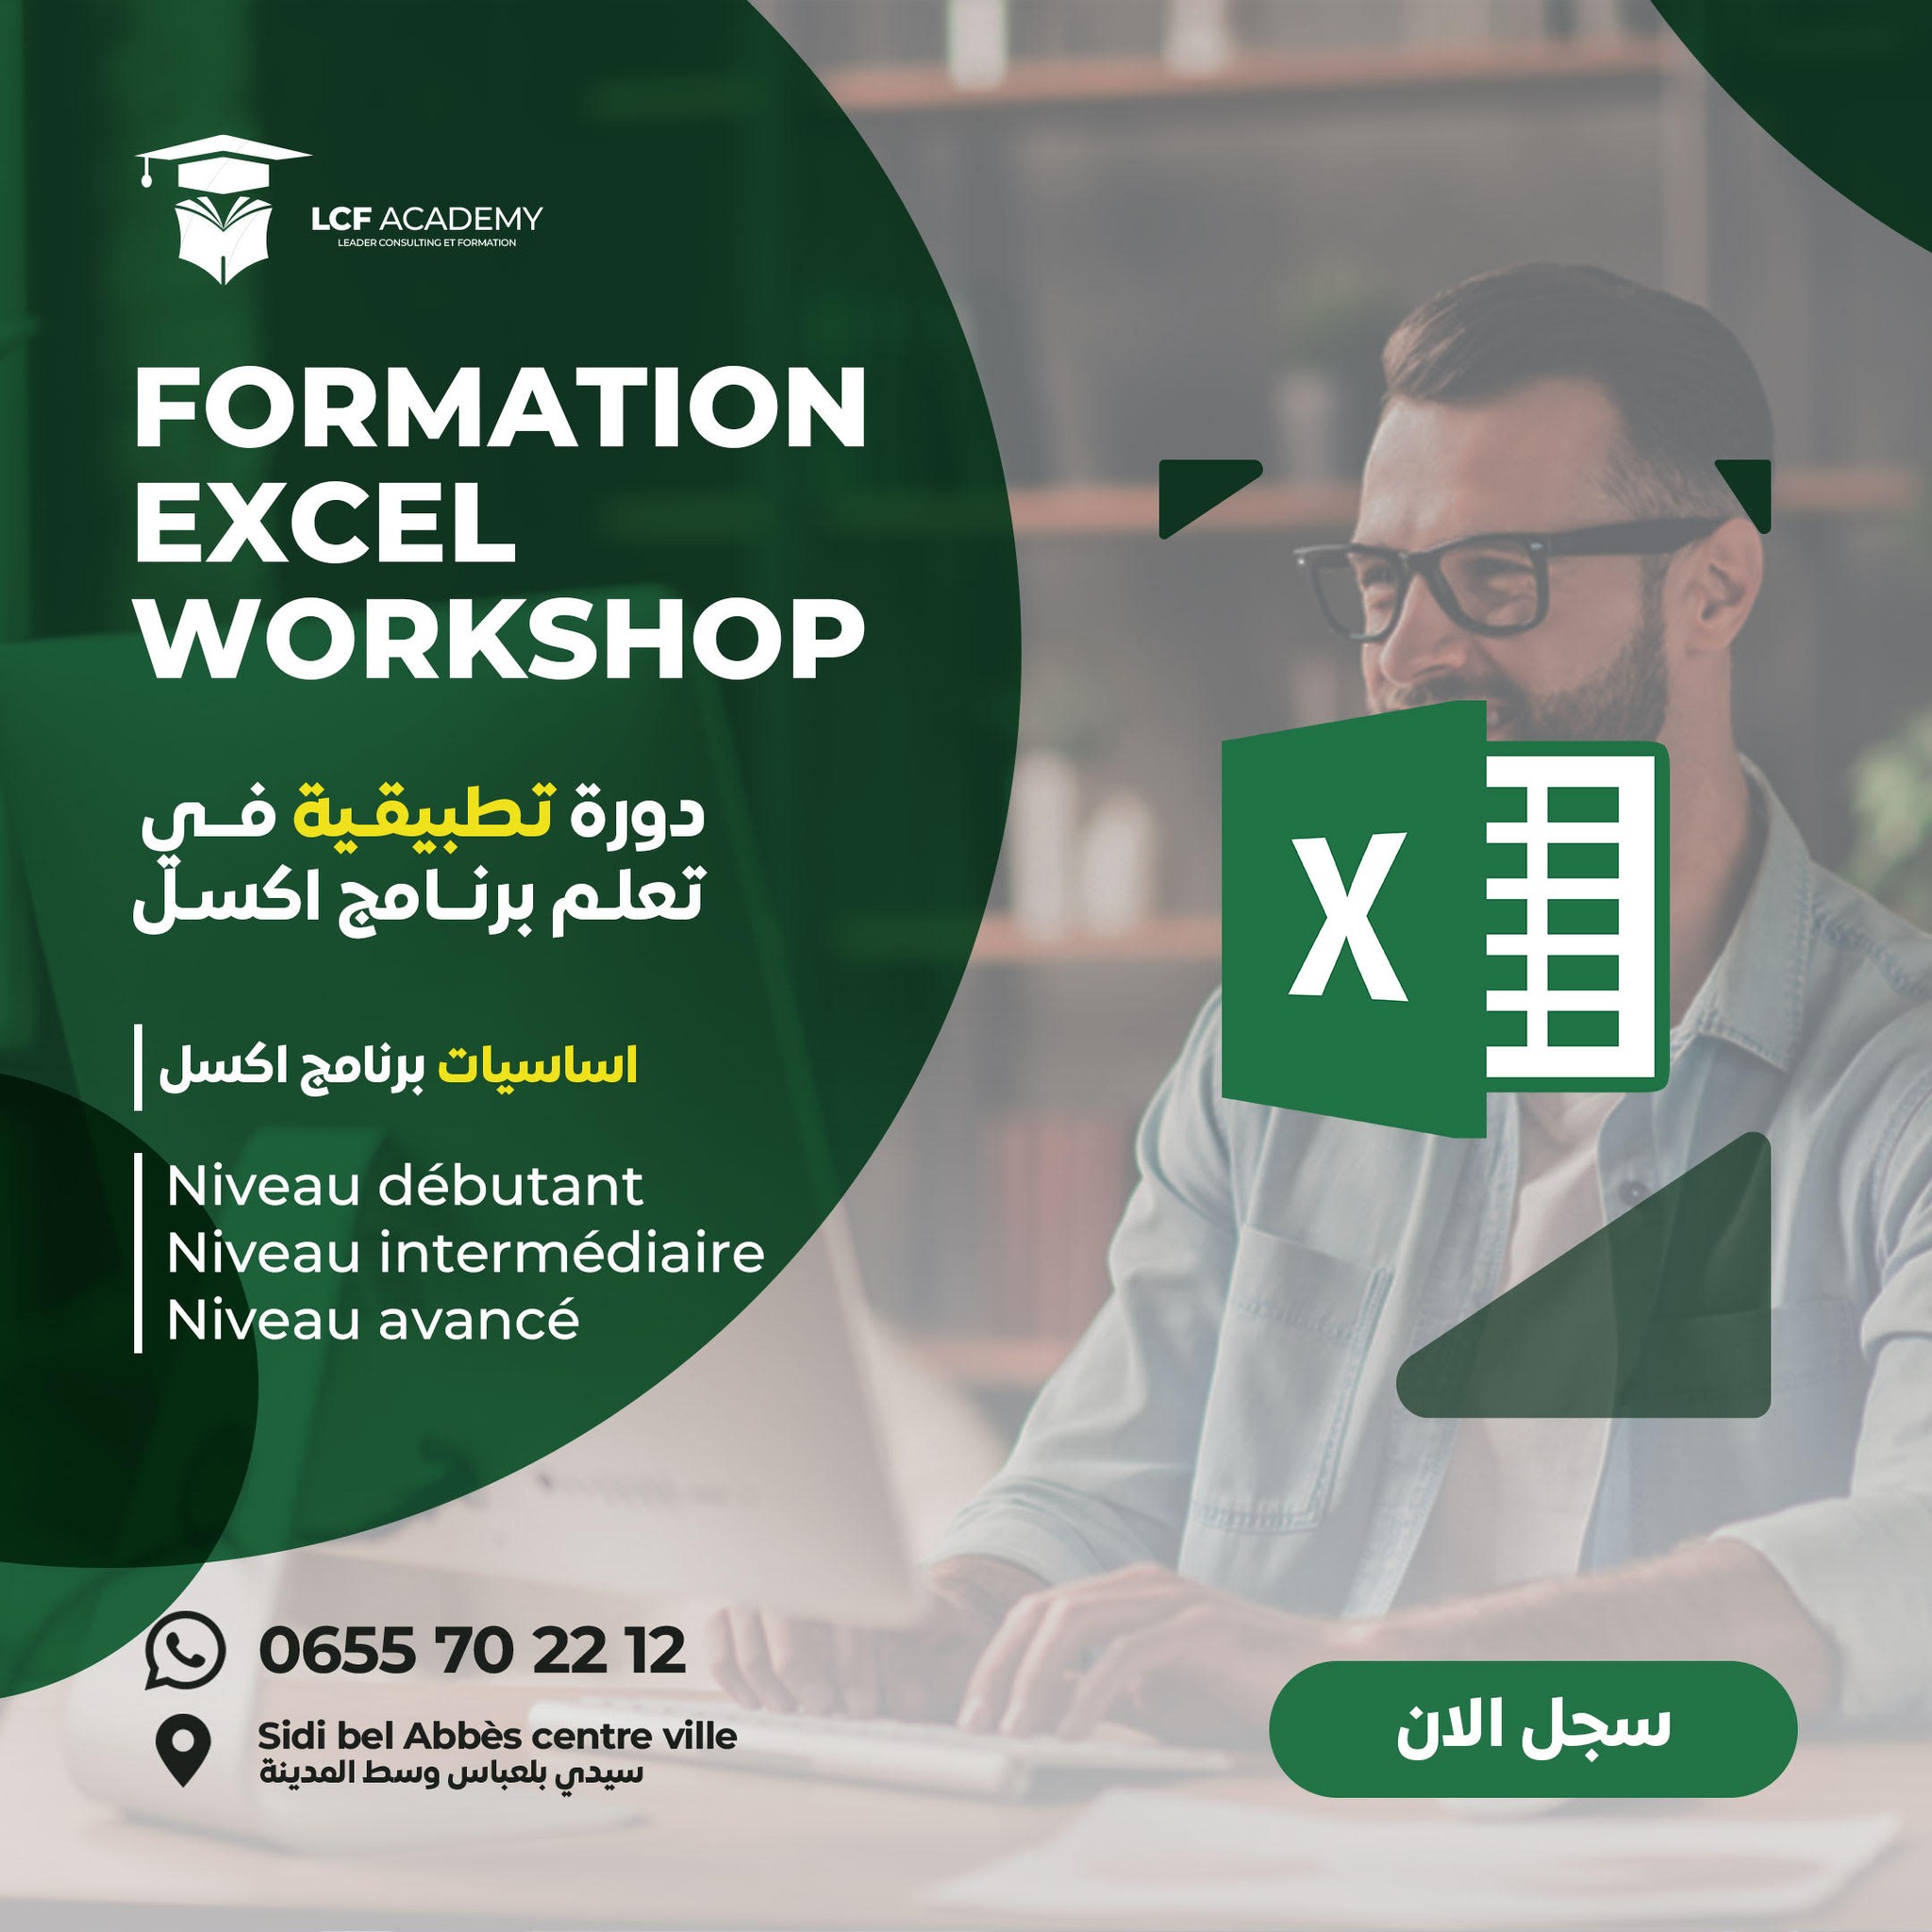 LCF ACADEMY
LEADER CONSULTING ET FORMATION
FORMATION
EXCEL
WORKSHOP
دورة تطبيقية في
تعلم برنامج اكسل
اساسيات برنامج اكسل
Niveau débutant
Niveau intermédiaire
Niveau avancé
X
0655 70 22 12
Sidi bel Abbès centre ville
سيدي بلعباس وسط المدينة
سجل الان